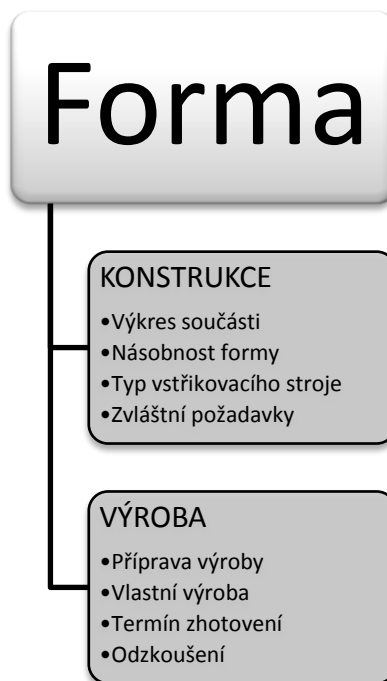 Forma
KONSTRUKCE
•Výkres součásti
•Násobnost formy
•Typ vstřikovacího stroje
•Zvláštní požadavky
VÝROBA
•Příprava výroby
•Vlastní výroba
•Termín zhotovení
•Odzkoušení